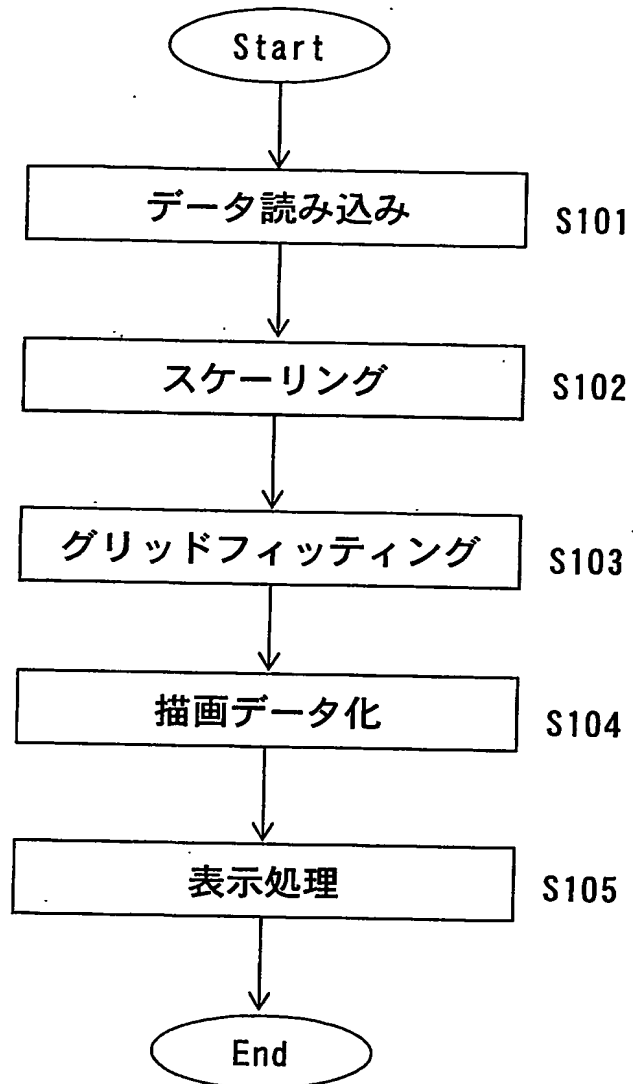 Start
データ読み込み S101
スケーリング S102
グリッドフィッティング S103
描画データ化 S104
表示処理 S105
End